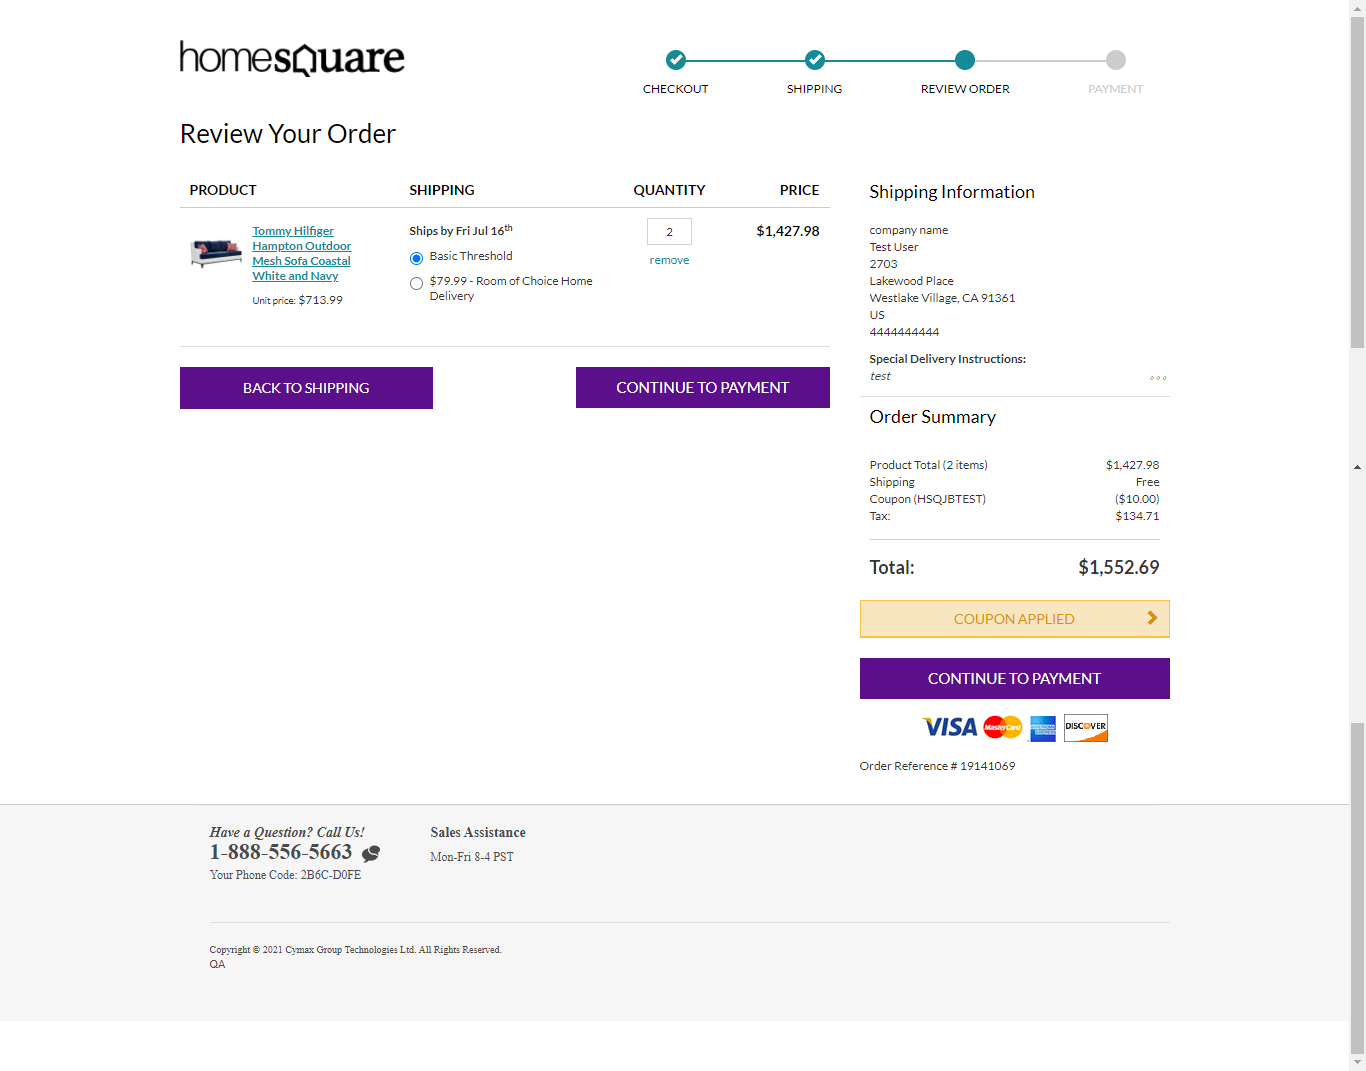 homesquare
CHECKOUT
SHIPPING
REVIEW ORDER
PAYMENT
Review Your Order
PRODUCT
SHIPPING
QUANTITY
PRICE
Tommy Hilfiger
Hampton Outdoor
Mesh Sofa Coastal
White and Navy
Unit price: $713.99
Ships by Fri Jul 16th
Basic Threshold
$79.99 - Room of Choice Home
Delivery
2
remove
$1,427.98
BACK TO SHIPPING
CONTINUE TO PAYMENT
Shipping Information
company name
Test User
2703
Lakewood Place
Westlake Village, CA 91361
US
4444444444
Special Delivery Instructions:
test
Order Summary
Product Total (2 items) $1,427.98
Shipping Free
Coupon (HSQJBTEST) ($10.00)
Tax: $134.71
Total: $1,552.69
COUPON APPLIED
CONTINUE TO PAYMENT
VISA MasterCard AMERICAN EXPRESS DISCOVER
Order Reference # 19141069
Have a Question? Call Us!
1-888-556-5663
Your Phone Code: 2B6C-D0FE
Sales Assistance
Mon-Fri 8-4 PST
Copyright © 2021 Cymax Group Technologies Ltd. All Rights Reserved.
QA